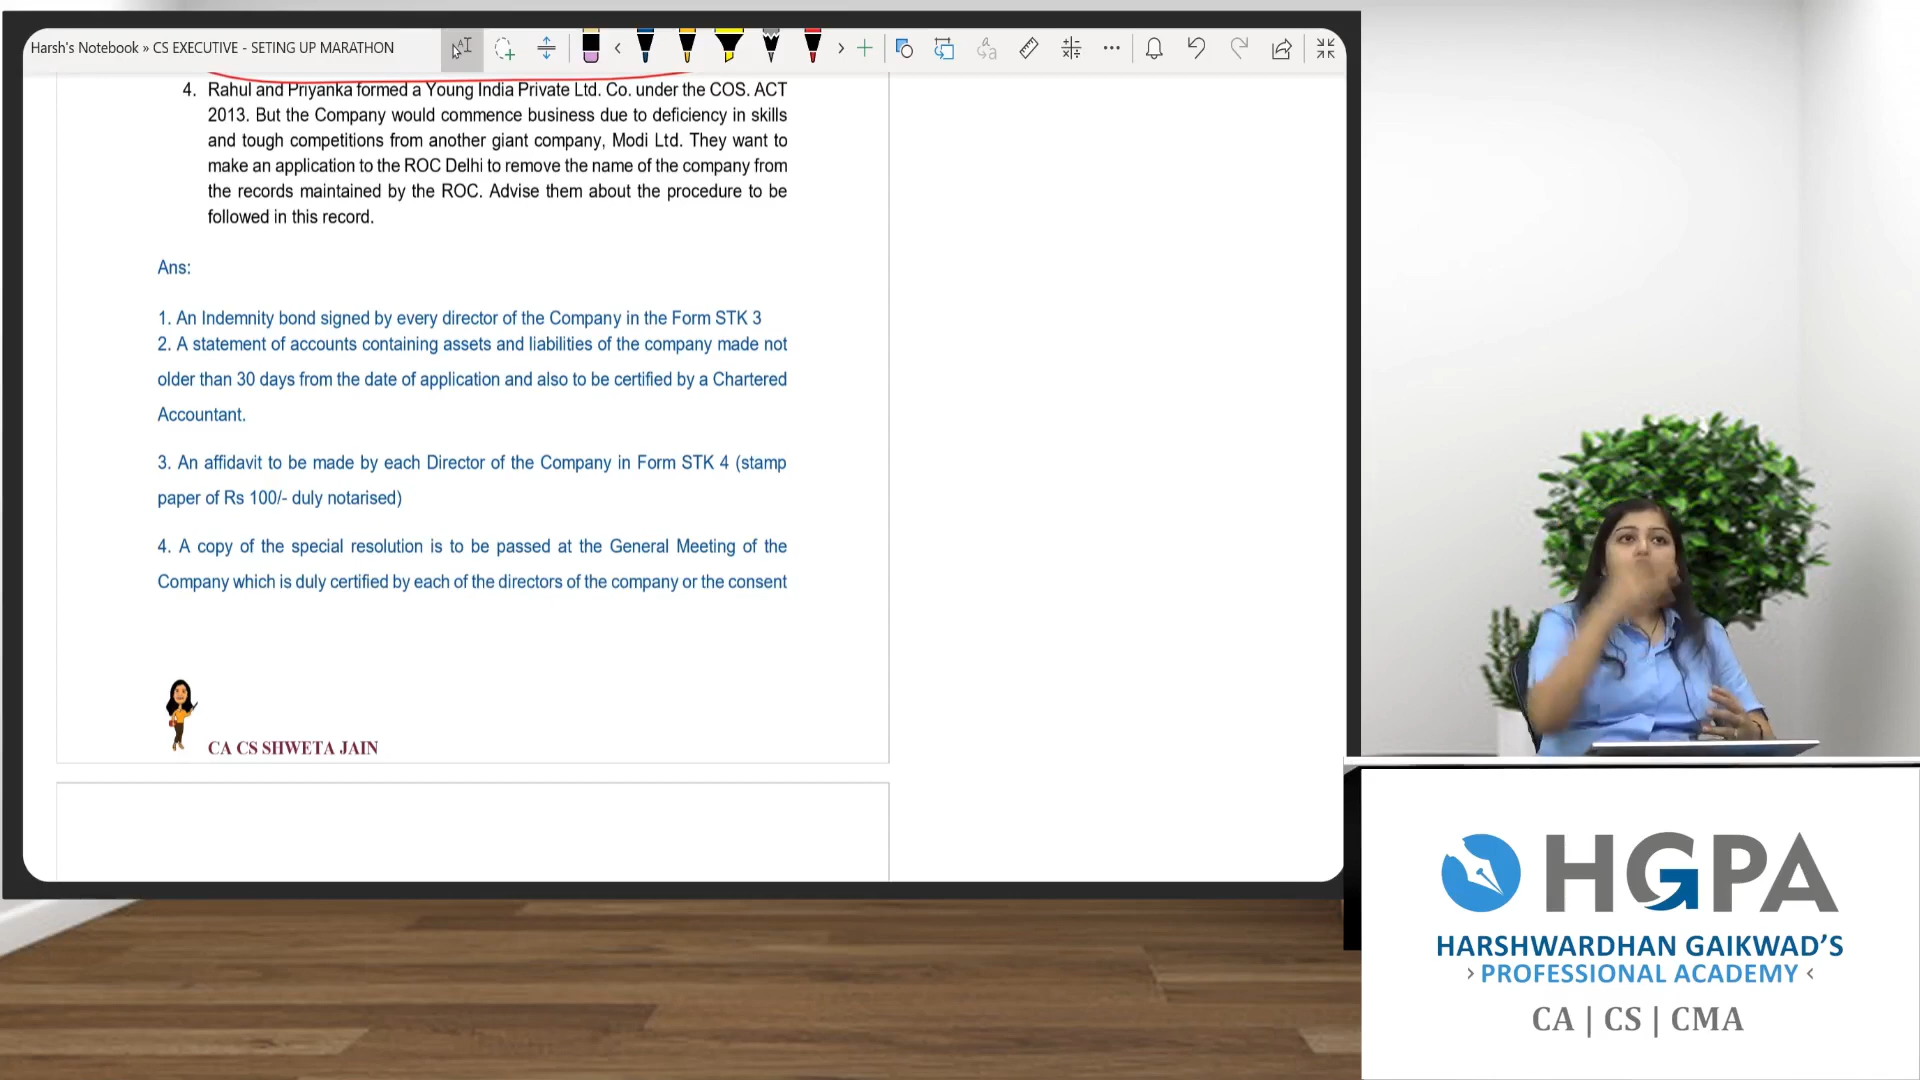 Harsh's Notebook » CS EXECUTIVE - SETING UP MARATHON
4. Rahul and Priyanka formed a Young India Private Ltd. Co. under the COS. ACT
2013. But the Company would commence business due to deficiency in skills
and tough competitions from another giant company, Modi Ltd. They want to
make an application to the ROC Delhi to remove the name of the company from
the records maintained by the ROC. Advise them about the procedure to be
followed in this record.
Ans:
1. An Indemnity bond signed by every director of the Company in the Form STK 3
2. A statement of accounts containing assets and liabilities of the company made not
older than 30 days from the date of application and also to be certified by a Chartered
Accountant.
3. An affidavit to be made by each Director of the Company in Form STK 4 (stamp
paper of Rs 100/- duly notarised)
4. A copy of the special resolution is to be passed at the General Meeting of the
Company which is duly certified by each of the directors of the company or the consent
CA CS SHWETA JAIN
HGPA
HARSHWARDHAN GAIKWAD'S
› PROFESSIONAL ACADEMY ‹
CA | CS | CMA